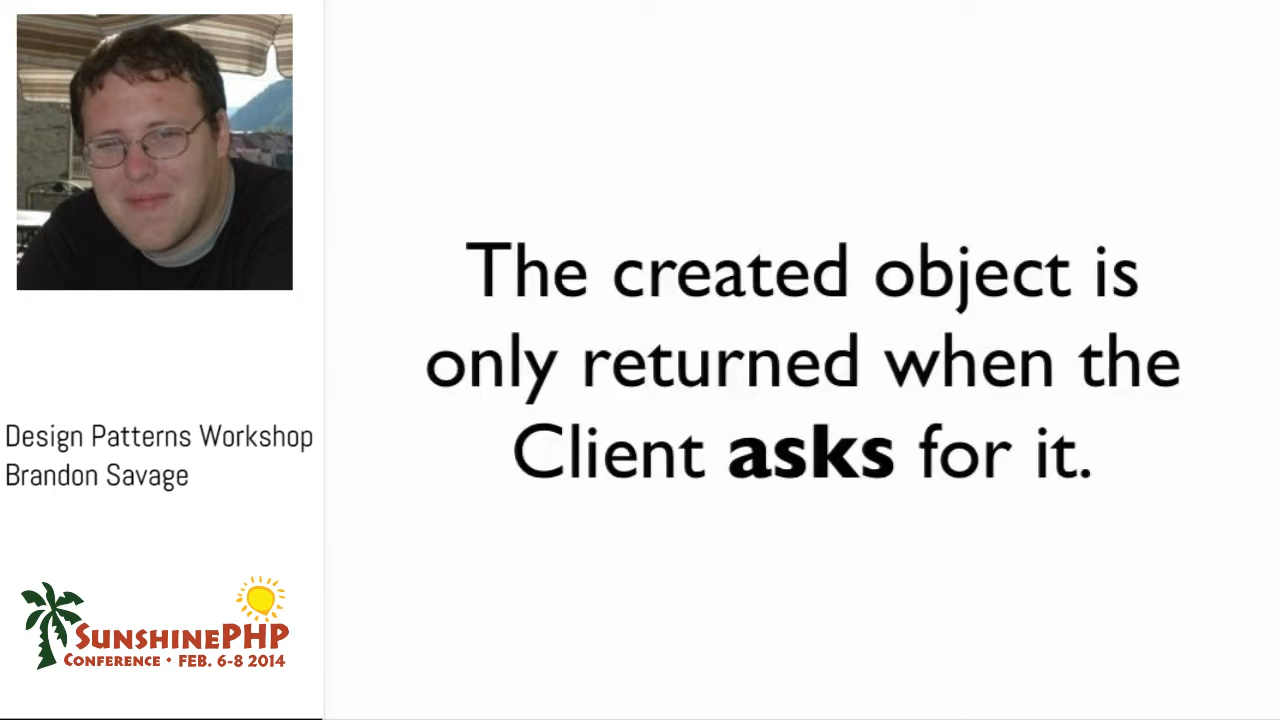 The created object is
only returned when the
Client asks for it.
Design Patterns Workshop
Brandon Savage
SunshinePHP
Conference • Feb. 6-8 2014